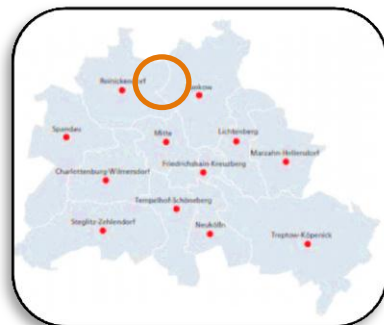 Reinickendorf
Pankow
Spandau
Mitte
Lichtenberg
Marzahn-Hellersdorf
Friedrichshain-Kreuzberg
Charlottenburg-Wilmersdorf
Tempelhof-Schöneberg
Steglitz-Zehlendorf
Neukölln
Treptow-Köpenick